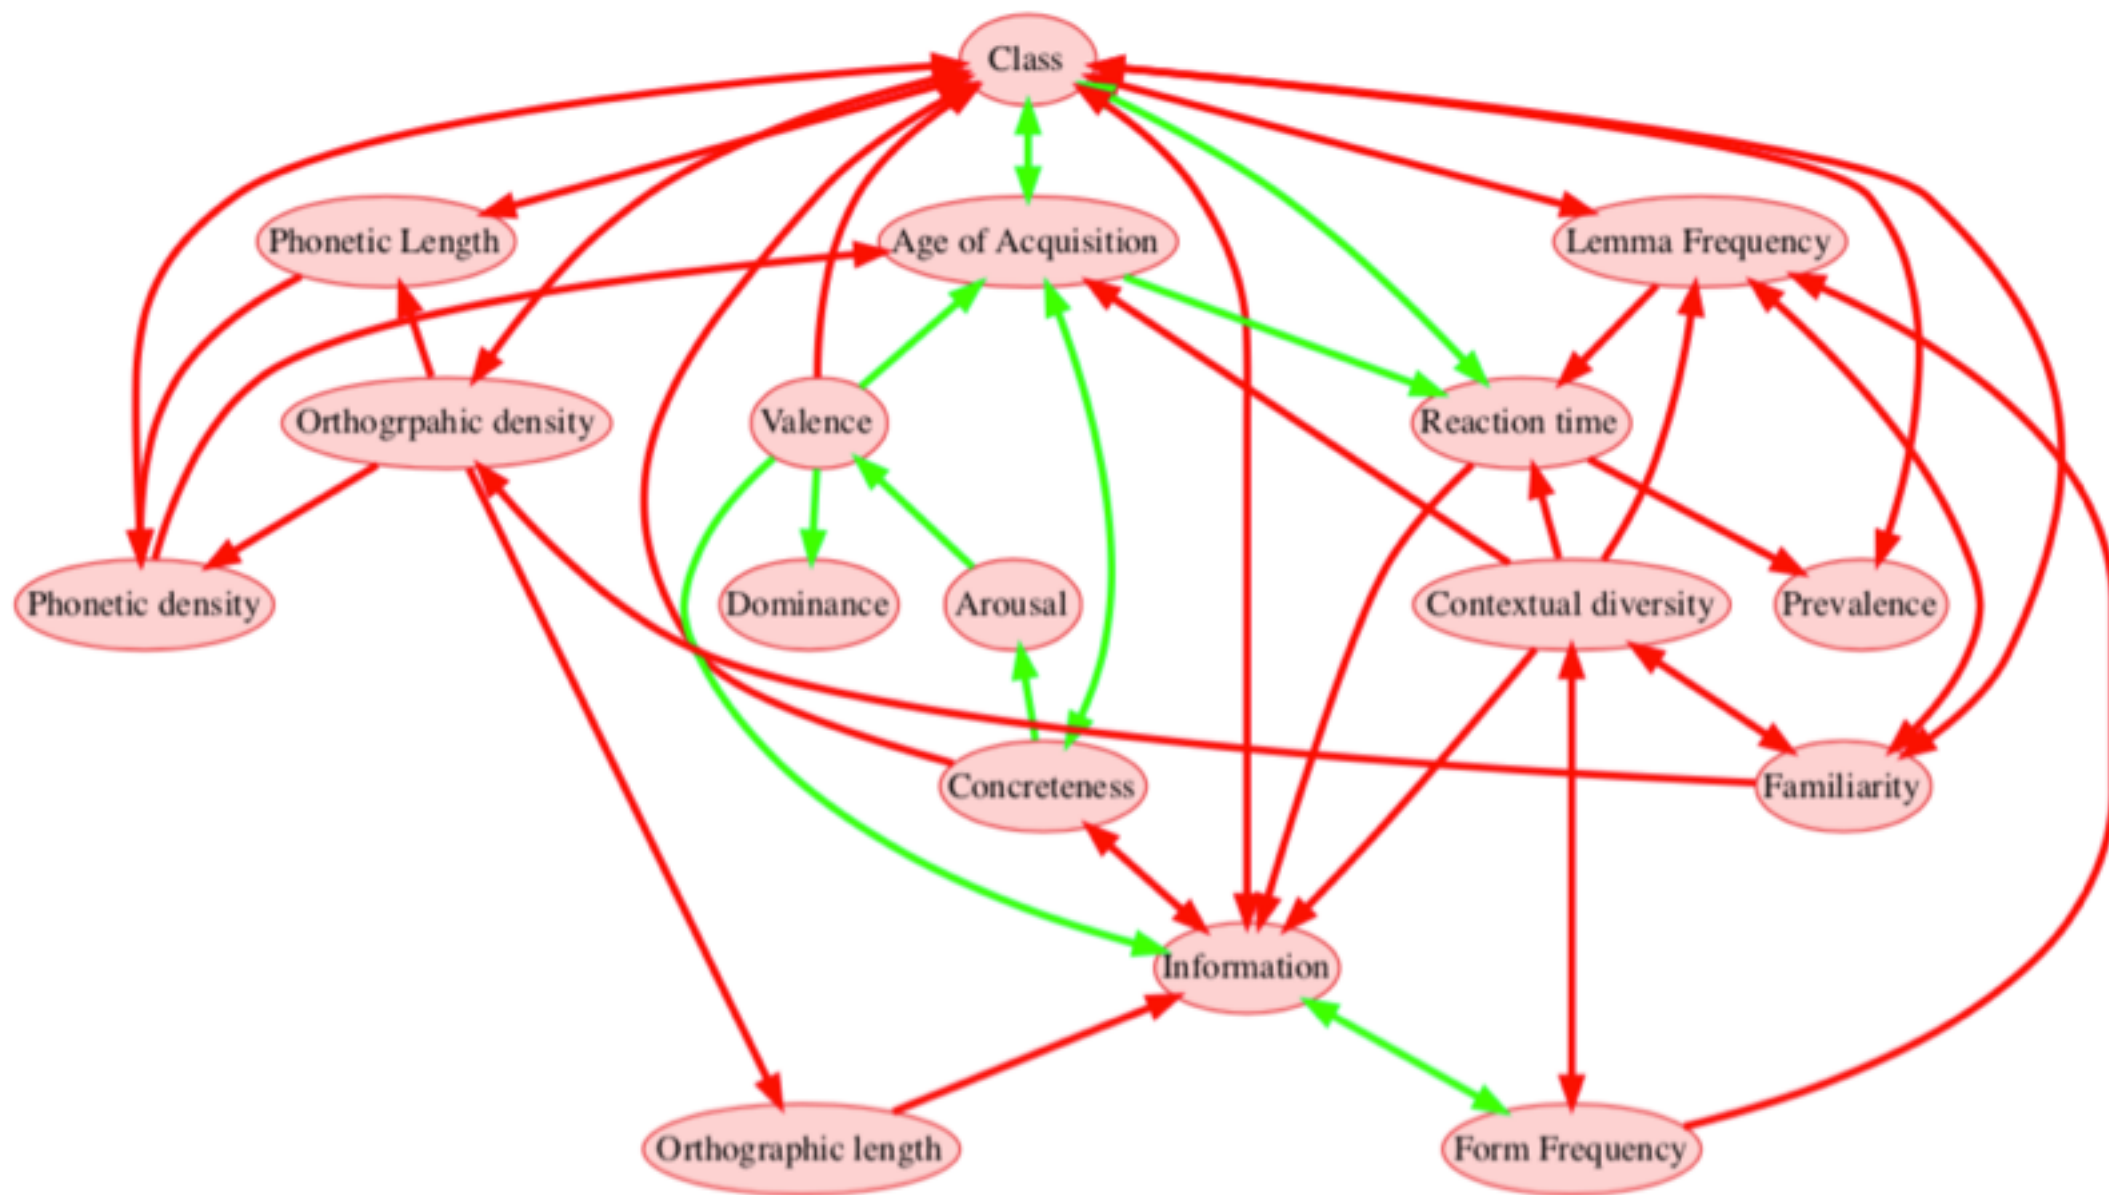 Class
Phonetic Length
Age of Acquisition
Lemma Frequency
Orthogrpahic density
Valence
Reaction time
Phonetic density
Dominance
Arousal
Contextual diversity
Prevalence
Concreteness
Familiarity
Information
Orthographic length
Form Frequency